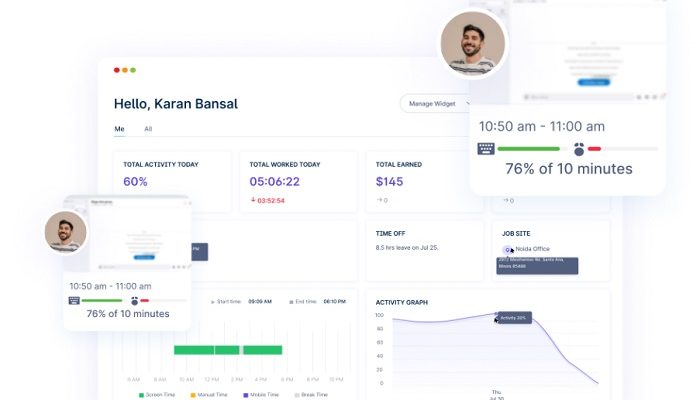 Hello, Karan Bansal
Manage Widget
Me
All
10:50 am - 11:00 am
76% of 10 minutes
TOTAL ACTIVITY TODAY
60%
TOTAL WORKED TODAY
05:06:22
03:52:54
TOTAL EARNED
$145
0
0
TIME OFF
8.5 hrs leave on Jul 25.
JOB SITE
Noida Office
Illinois 85486
PM
10:50 am - 11:00 am
76% of 10 minutes
Start time: 09:09 AM
End time: 06:10 PM
6 AM 8 AM 10 AM 12 PM 2 PM 4 PM 6 PM 8 PM 10 PM
Screen Time
Manual Time
Mobile Time
Break Time
ACTIVITY GRAPH
100
80
60
40
20
0
Activity 20%
Thu